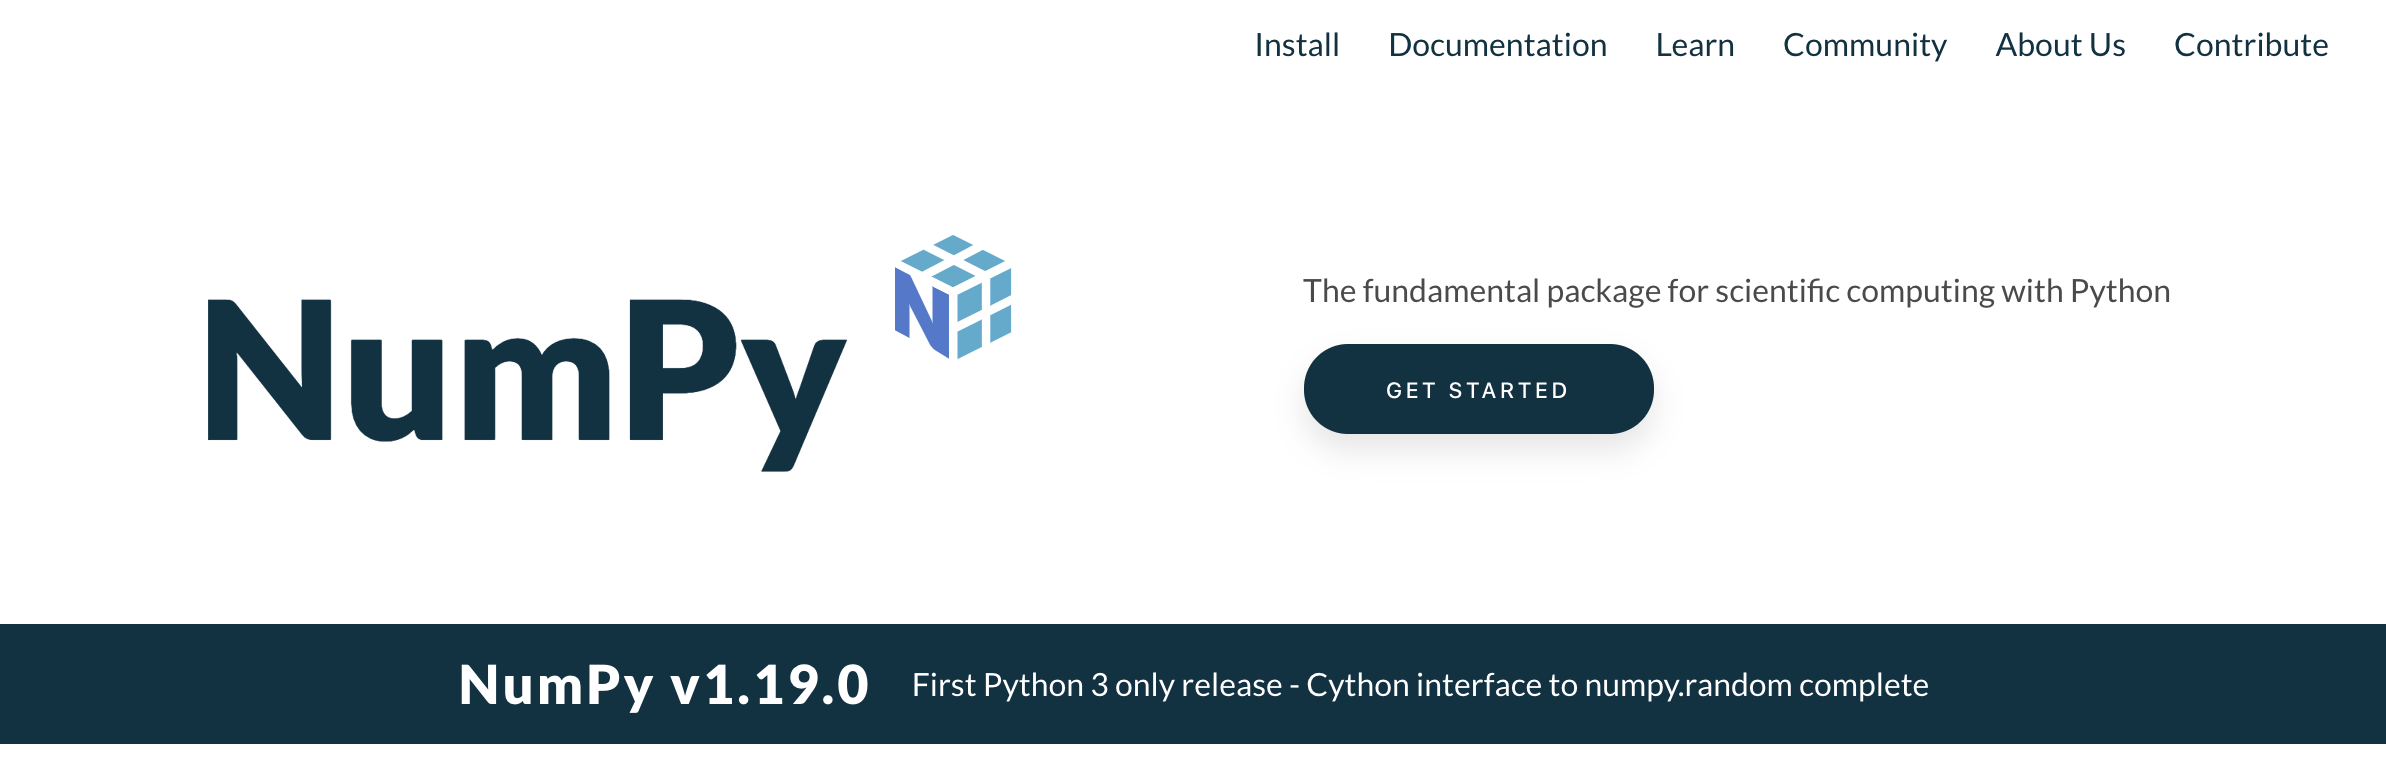 Install Documentation Learn Community About Us Contribute
NumPy
The fundamental package for scientific computing with Python
GET STARTED
NumPy v1.19.0 First Python 3 only release - Cython interface to numpy.random complete